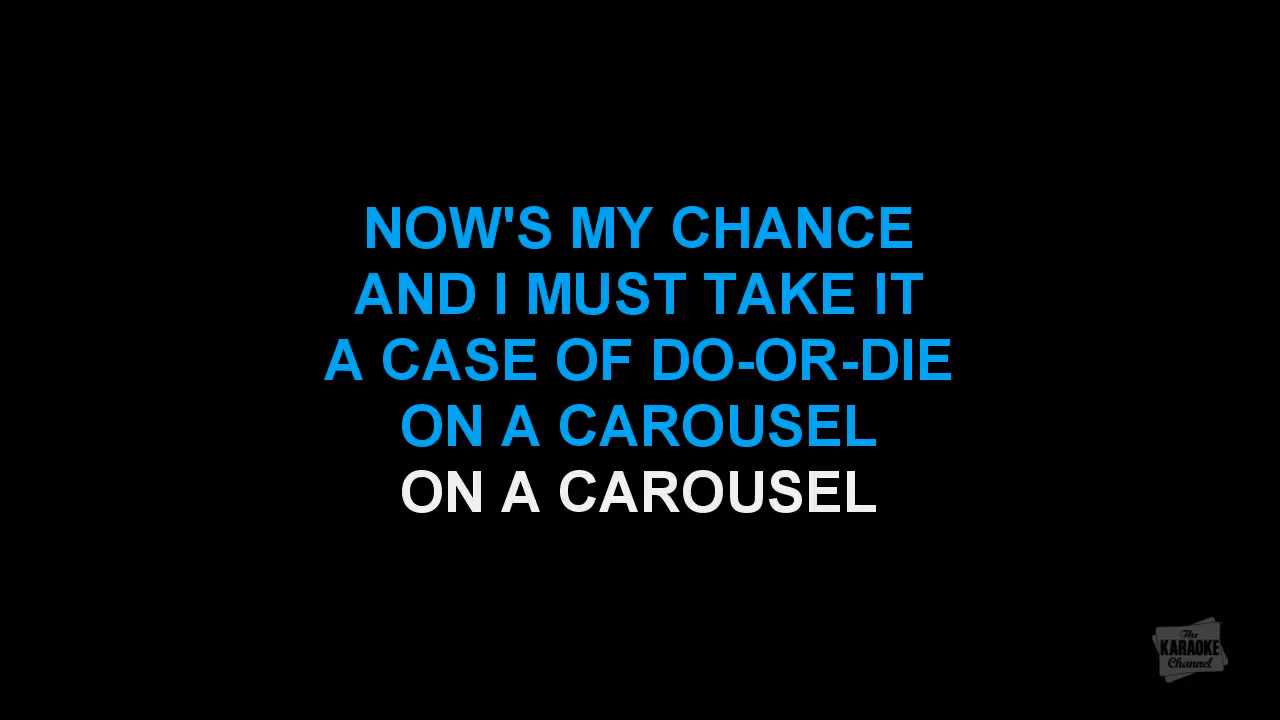 NOW'S MY CHANCE
AND I MUST TAKE IT
A CASE OF DO-OR-DIE
ON A CAROUSEL
ON A CAROUSEL
The
KARAOKE
Channel